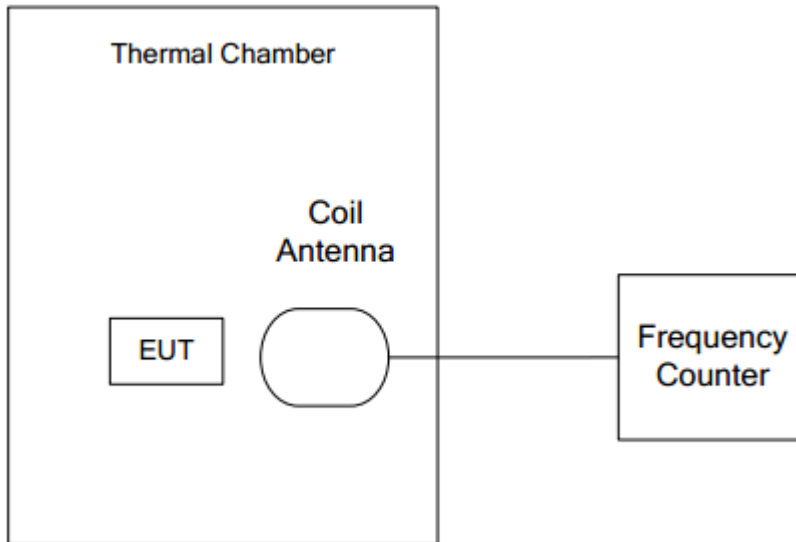 Thermal Chamber
Coil
Antenna
EUT
Frequency
Counter